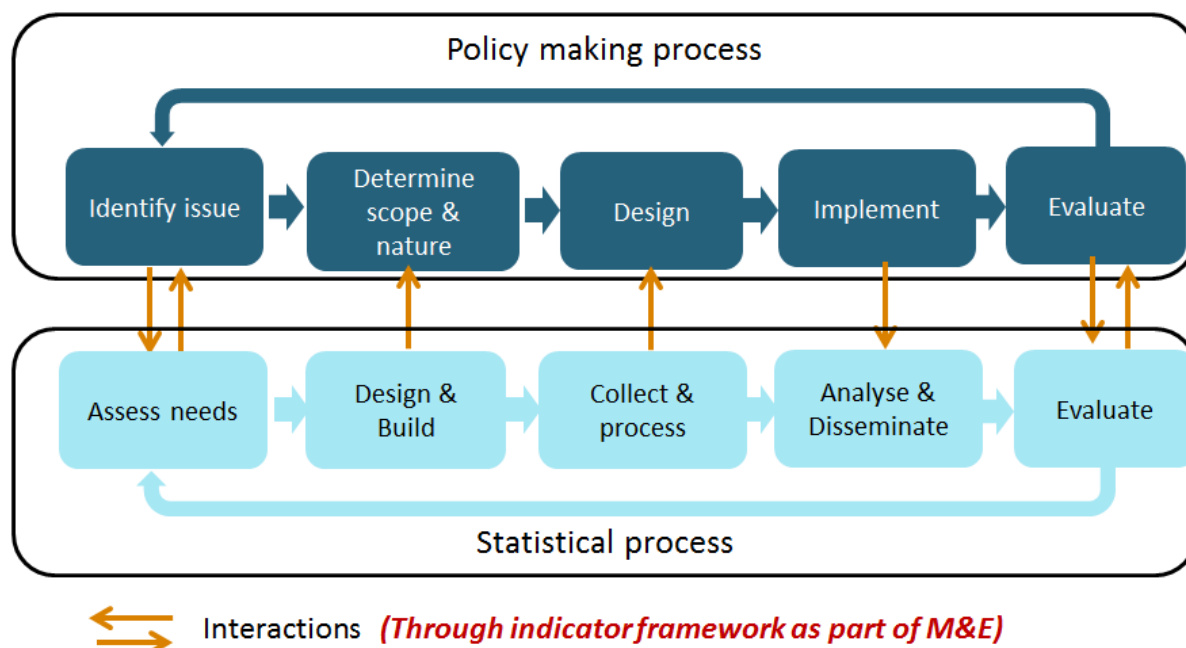 Policy making process
Identify issue
Determine
scope &
nature
Design
Implement
Evaluate
Assess needs
Design &
Build
Collect &
process
Analyse &
Disseminate
Evaluate
Statistical process
Interactions (Through indicator framework as part of M&E)